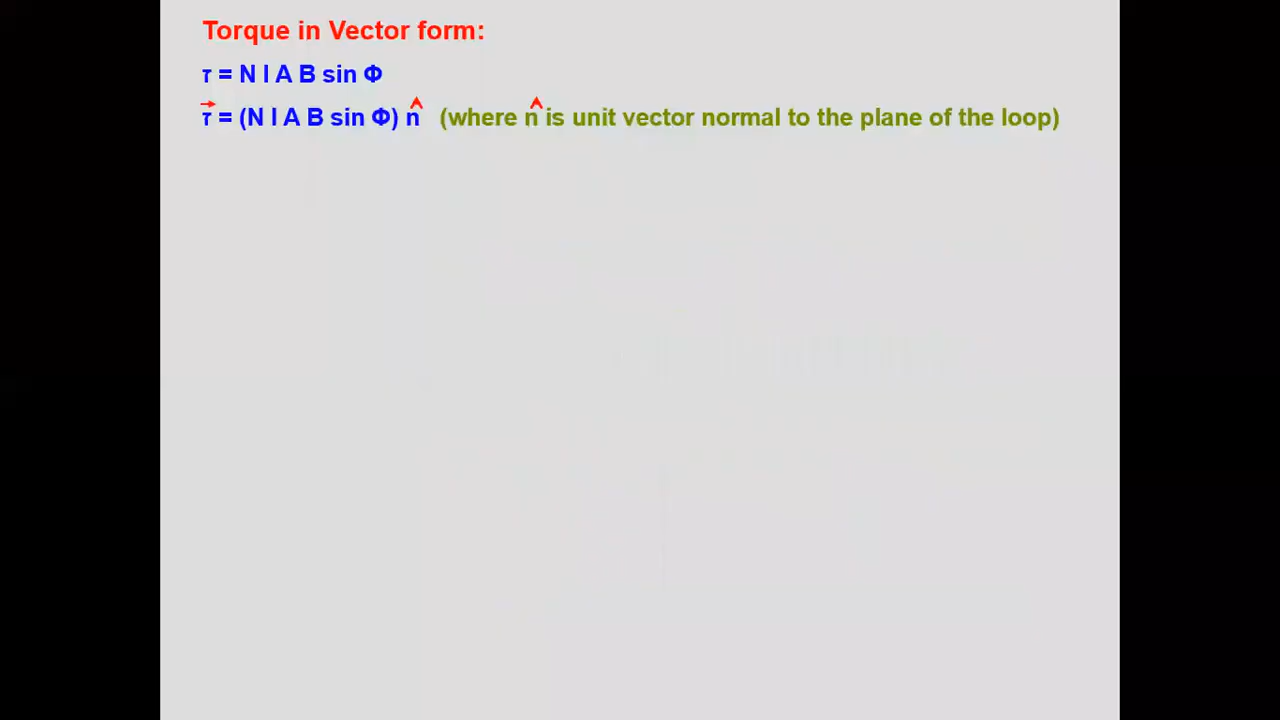 Torque in Vector form:
τ = N I A B sin Φ
τ⃗ = (N I A B sin Φ) n̂ (where n̂ is unit vector normal to the plane of the loop)